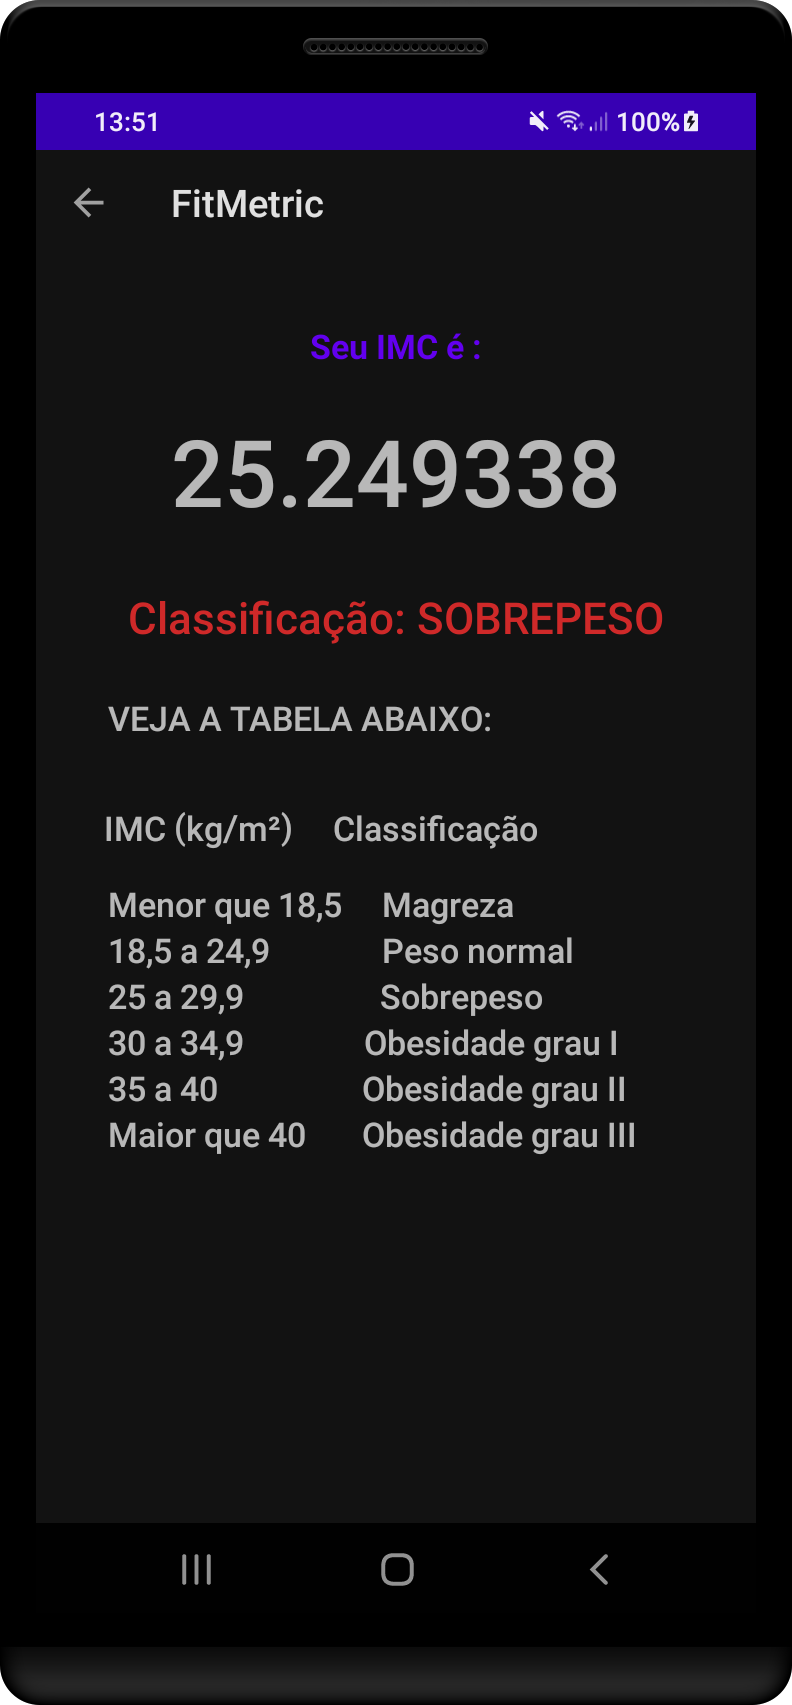 13:51 100%
FitMetric
Seu IMC é :
25.249338
Classificação: SOBREPESO
VEJA A TABELA ABAIXO:
IMC (kg/m²) Classificação
Menor que 18,5 Magreza
18,5 a 24,9 Peso normal
25 a 29,9 Sobrepeso
30 a 34,9 Obesidade grau I
35 a 40 Obesidade grau II
Maior que 40 Obesidade grau III